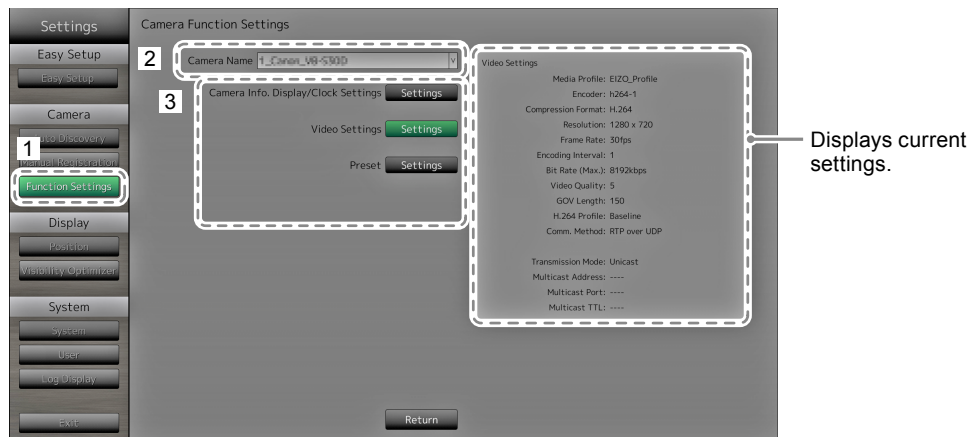 Settings
Camera Function Settings
Easy Setup
Easy Setup
2
Camera Name 1_Canon_VB-S30D
3
Camera Info. Display/Clock Settings Settings
Video Settings Settings
Preset Settings
Camera
1
Manual Registration
Function Settings
Display
Position
Visibility Optimizer
System
System
User
Log Display
Exit
Return
Video Settings
Media Profile: EIZO_Profile
Encoder: h264-1
Compression Format: H.264
Resolution: 1280 x 720
Frame Rate: 30fps
Encoding Interval: 1
Bit Rate (Max.): 8192kbps
Video Quality: 5
GOV Length: 150
H.264 Profile: Baseline
Comm. Method: RTP over UDP
Transmission Mode: Unicast
Multicast Address: ----
Multicast Port: ----
Multicast TTL: ----
Displays current
settings.